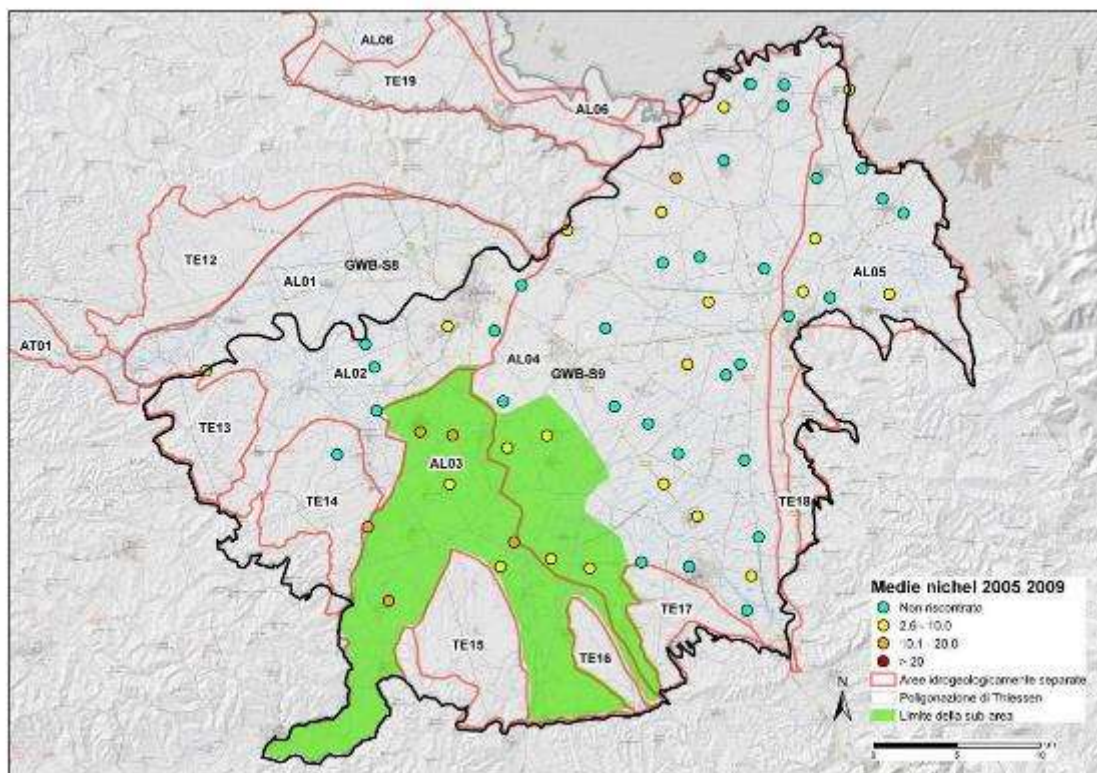 AL06
TE19
AL06
TE12
GWB-S8
AL01
AL05
AT01
AL04
GWB-S9
AL02
TE13
AL03
TE14
TE18
TE17
TE15
TE16
Medie nichel 2005 2009
Non riscontrate
2.6 - 10.0
10.1 - 20.0
> 20
Aree idrogeologicamente separate
N
Poligonazione di Thiessen
Limite della sub area